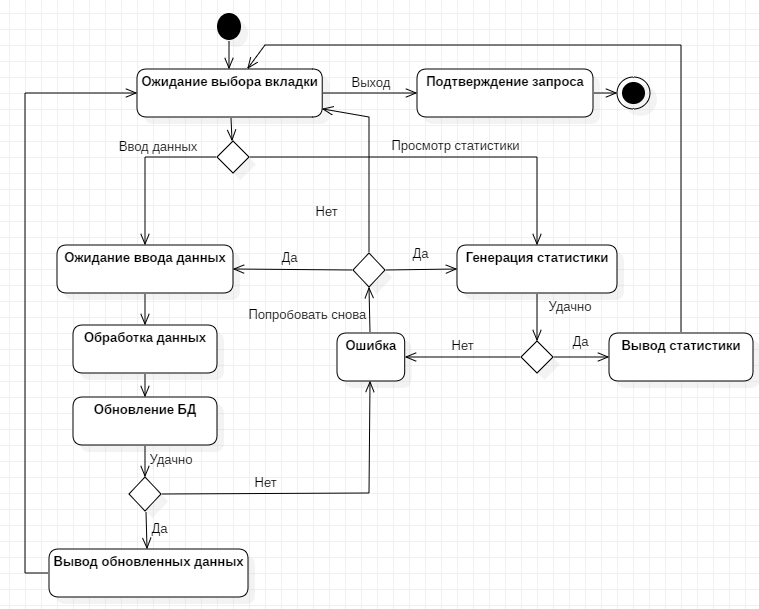 Ожидание выбора вкладки
Выход
Подтверждение запроса
Ввод данных
Просмотр статистики
Нет
Ожидание ввода данных
Да
Да
Генерация статистики
Попробовать снова
Удачно
Обработка данных
Ошибка
Нет
Да
Вывод статистики
Обновление БД
Удачно
Нет
Да
Вывод обновленных данных